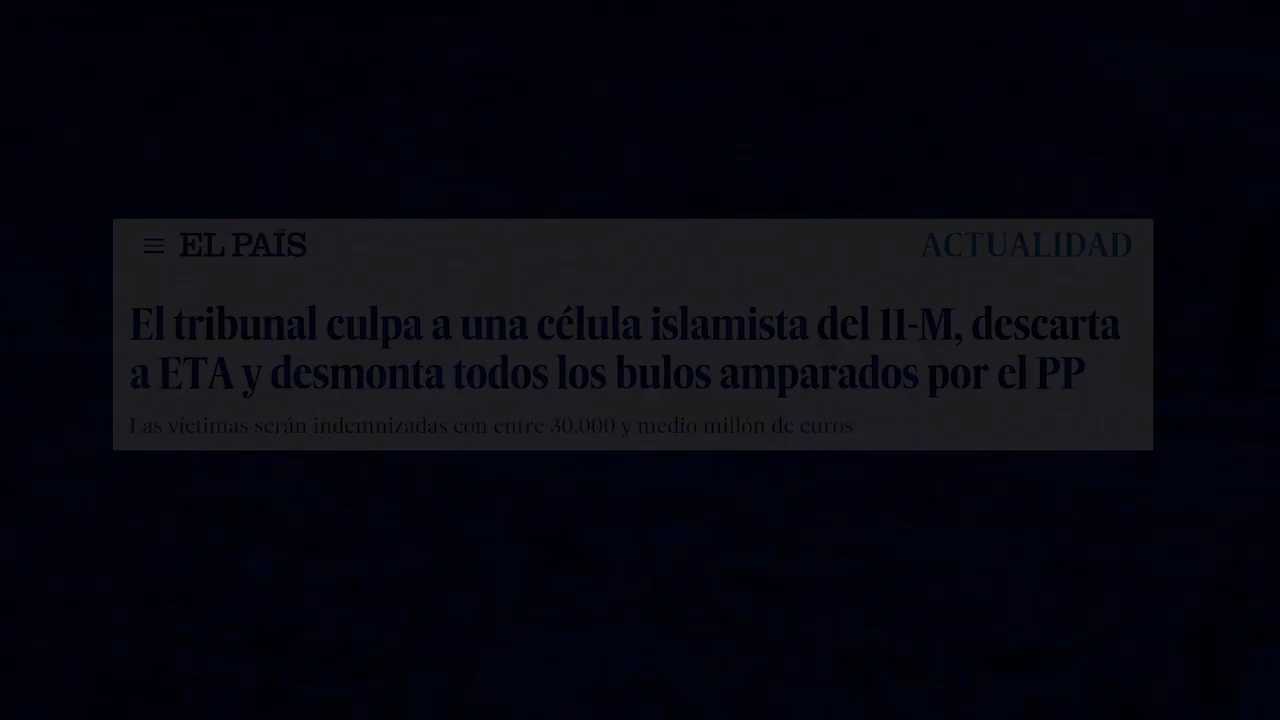 EL PAÍS
ACTUALIDAD
El tribunal culpa a una célula islamista del 11-M, descarta
a ETA y desmonta todos los bulos amparados por el PP
Las víctimas serán indemnizadas con entre 30.000 y medio millón de euros